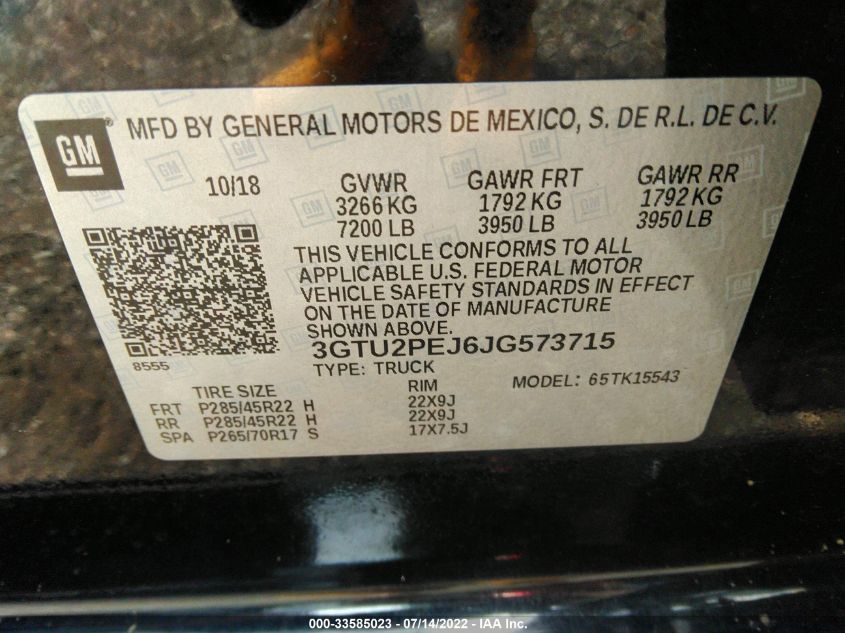 GM
MFD BY GENERAL MOTORS DE MEXICO, S. DE R.L. DE C.V.
10/18 GVWR GAWR FRT GAWR RR
3266 KG 1792 KG 1792 KG
7200 LB 3950 LB 3950 LB
THIS VEHICLE CONFORMS TO ALL
APPLICABLE U.S. FEDERAL MOTOR
VEHICLE SAFETY STANDARDS IN EFFECT
ON THE DATE OF MANUFACTURE
SHOWN ABOVE.
8555
3GTU2PEJ6JG573715
TYPE: TRUCK
MODEL: 65TK15543
TIRE SIZE RIM
FRT P285/45R22 H 22X9J
RR P285/45R22 H 22X9J
SPA P265/70R17 S 17X7.5J
000-33585023 - 07/14/2022 - IAA Inc.